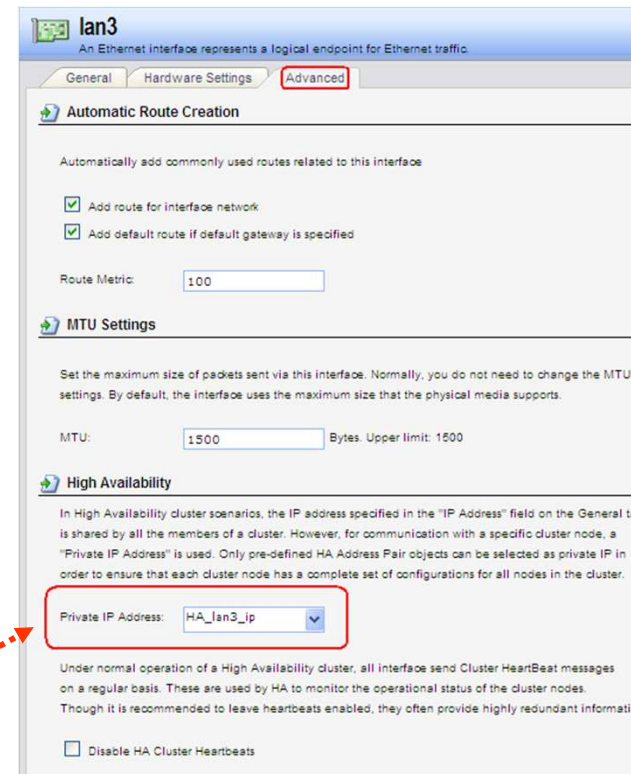 lan3
An Ethernet interface represents a logical endpoint for Ethernet traffic.
General Hardware Settings Advanced
Automatic Route Creation
Automatically add commonly used routes related to this interface
Add route for interface network
Add default route if default gateway is specified
Route Metric: 100
MTU Settings
Set the maximum size of packets sent via this interface. Normally, you do not need to change the MTU
settings. By default, the interface uses the maximum size that the physical media supports.
MTU: 1500 Bytes. Upper limit: 1500
High Availability
In High Availability cluster scenarios, the IP address specified in the "IP Address" field on the General t
is shared by all the members of a cluster. However, for communication with a specific cluster node, a
"Private IP Address" is used. Only pre-defined HA Address Pair objects can be selected as private IP in
order to ensure that each cluster node has a complete set of configurations for all nodes in the cluster.
Private IP Address: HA_lan3_ip
Under normal operation of a High Availability cluster, all interface send Cluster HeartBeat messages
on a regular basis. These are used by HA to monitor the operational status of the cluster nodes.
Though it is recommended to leave heartbeats enabled, they often provide highly redundant informati
Disable HA Cluster Heartbeats